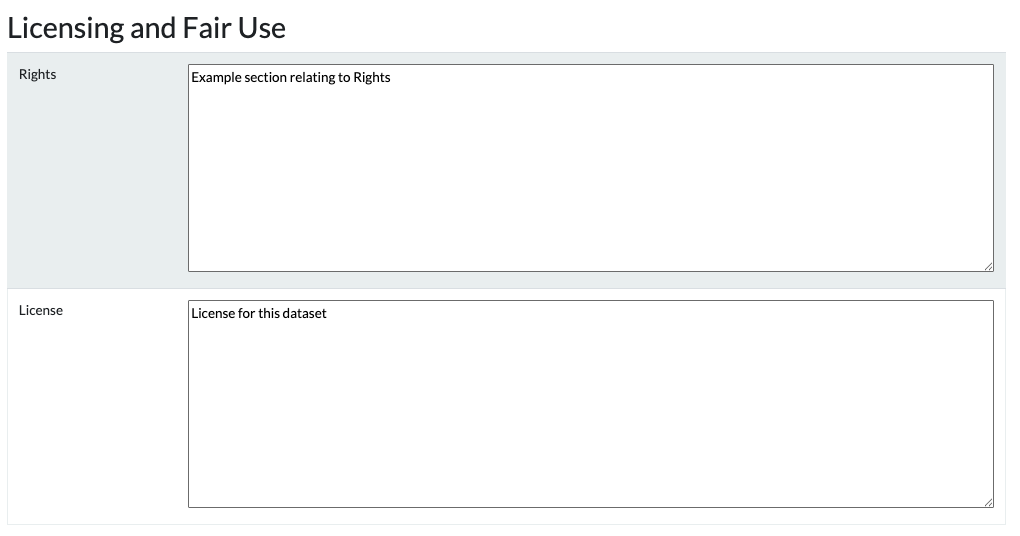 Licensing and Fair Use
Rights
Example section relating to Rights
License
License for this dataset